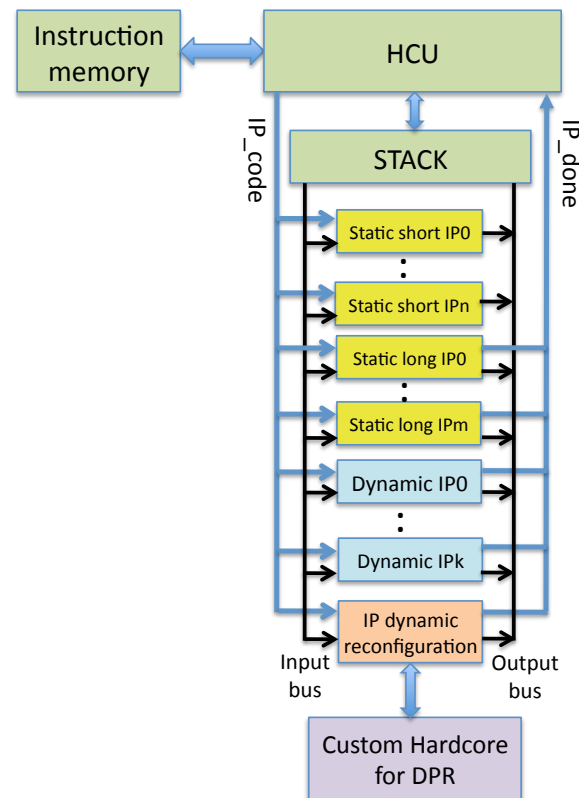 Instruction
memory
HCU
IP_code
IP_done
STACK
Static short IP0
Static short IPn
Static long IP0
Static long IPm
Dynamic IP0
Dynamic IPk
IP dynamic
reconfiguration
Input
bus
Output
bus
Custom Hardcore
for DPR